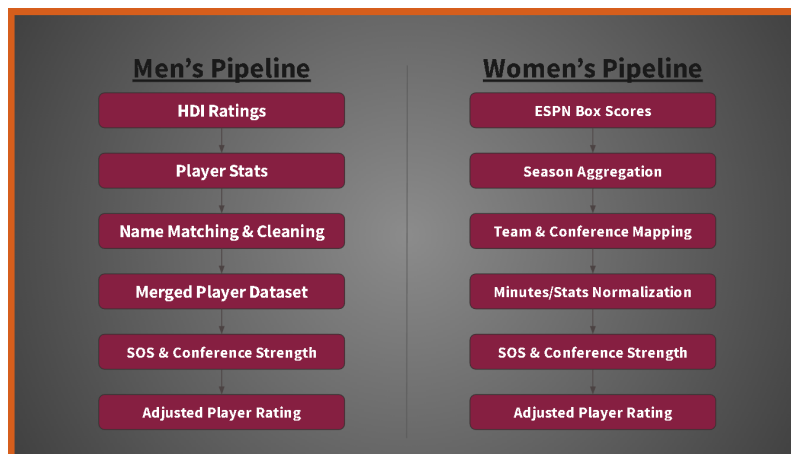 Men’s Pipeline
HDI Ratings
Player Stats
Name Matching & Cleaning
Merged Player Dataset
SOS & Conference Strength
Adjusted Player Rating
Women’s Pipeline
ESPN Box Scores
Season Aggregation
Team & Conference Mapping
Minutes/Stats Normalization
SOS & Conference Strength
Adjusted Player Rating